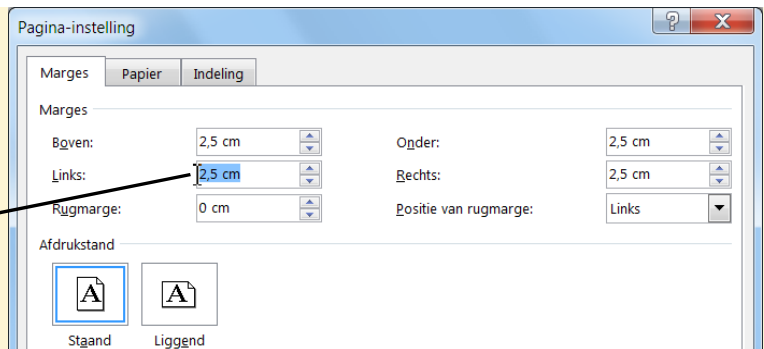 Pagina-instelling
Marges Papier Indeling
Marges
Boven: 2,5 cm Onder: 2,5 cm
Links: 2,5 cm Rechts: 2,5 cm
Rugmarge: 0 cm Positie van rugmarge: Links
Afdrukstand
A A
Staand Liggend